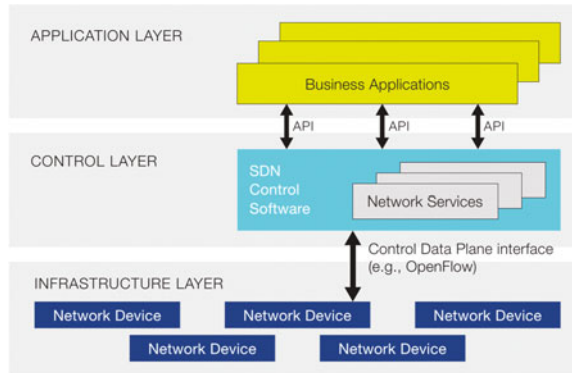 APPLICATION LAYER
Business Applications
API
API
API
CONTROL LAYER
SDN
Control
Software
Network Services
Control Data Plane interface
(e.g., OpenFlow)
INFRASTRUCTURE LAYER
Network Device
Network Device
Network Device
Network Device
Network Device